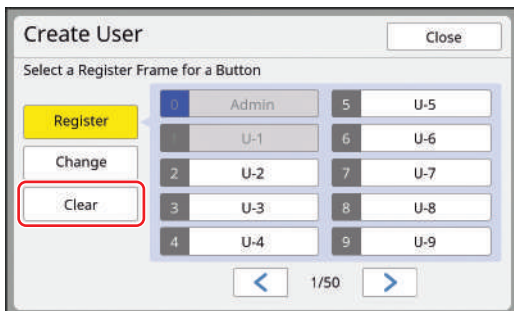 Create User
Close
Select a Register Frame for a Button
Register
Change
Clear
0 Admin
1 U-1
2 U-2
3 U-3
4 U-4
5 U-5
6 U-6
7 U-7
8 U-8
9 U-9
< 1/50 >